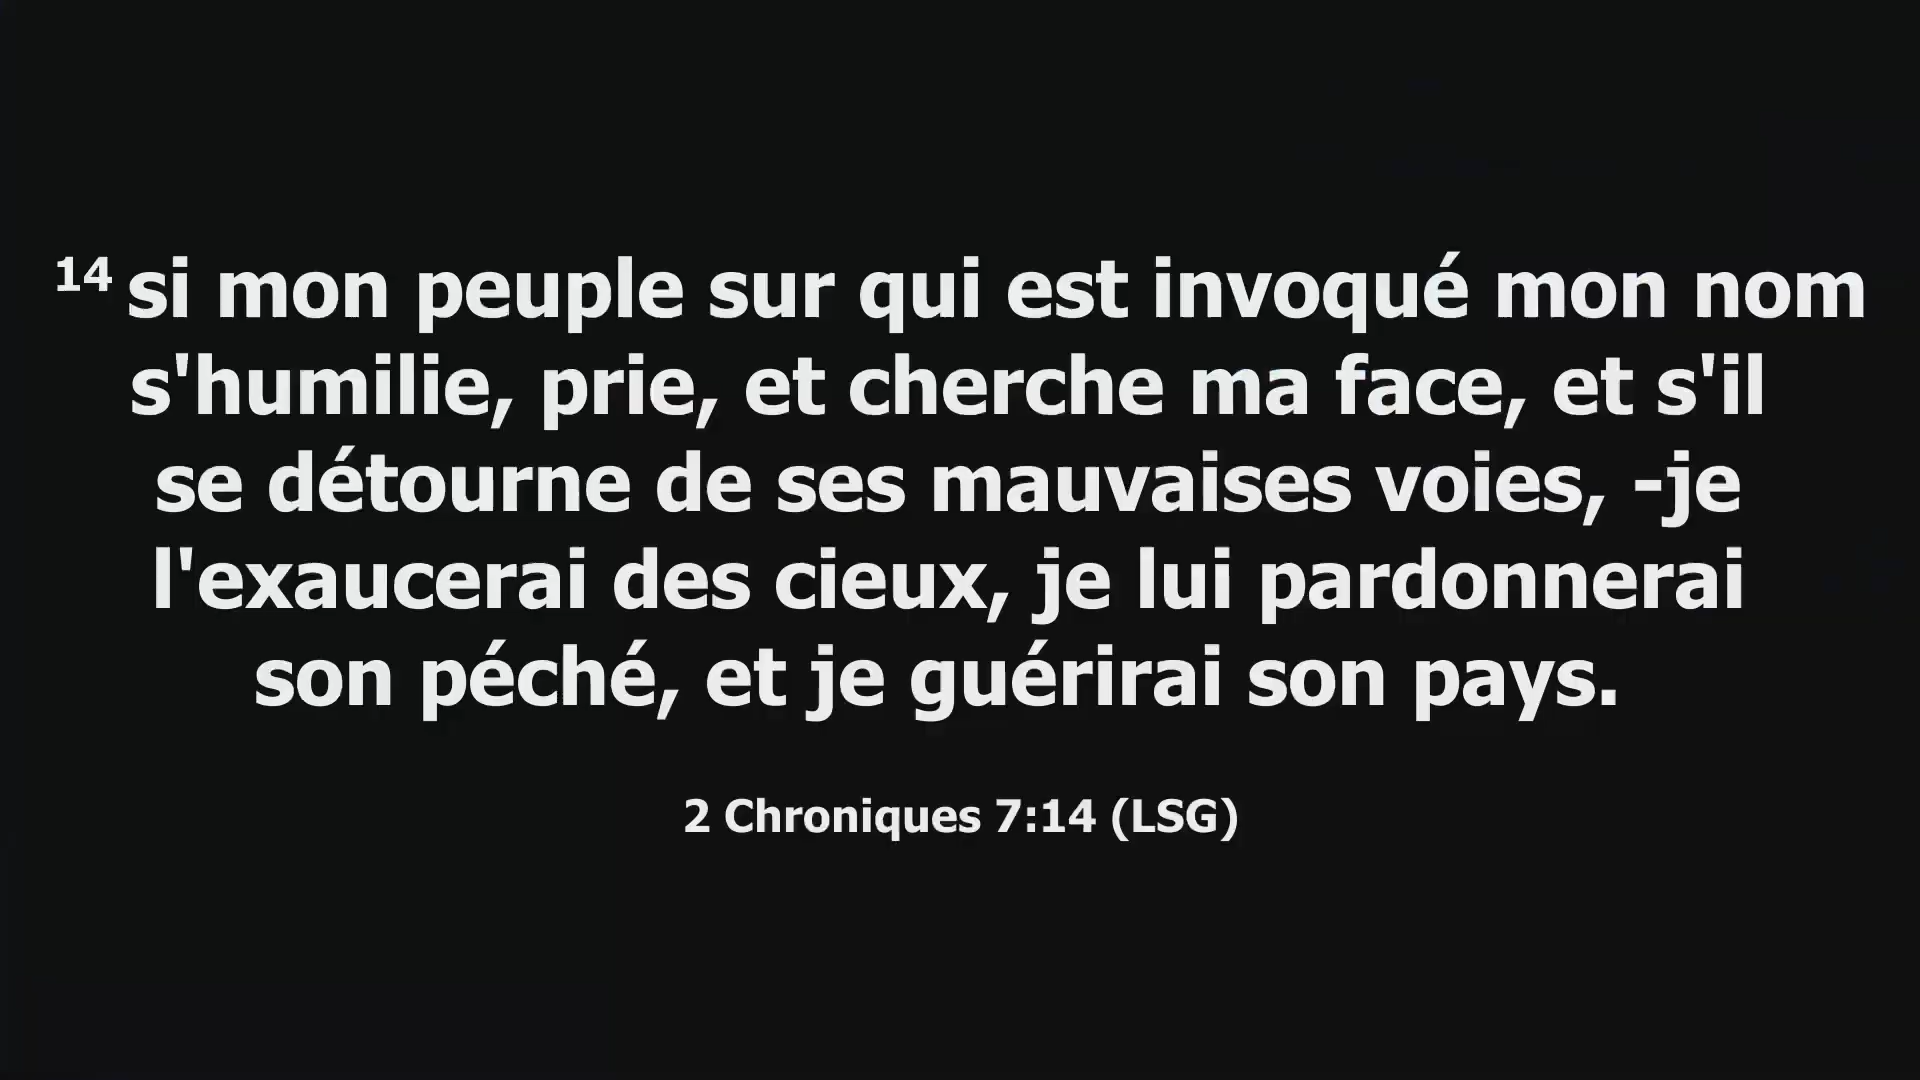 14 si mon peuple sur qui est invoqué mon nom
s'humilie, prie, et cherche ma face, et s'il
se détourne de ses mauvaises voies, -je
l'exaucerai des cieux, je lui pardonnerai
son péché, et je guérirai son pays.
2 Chroniques 7:14 (LSG)